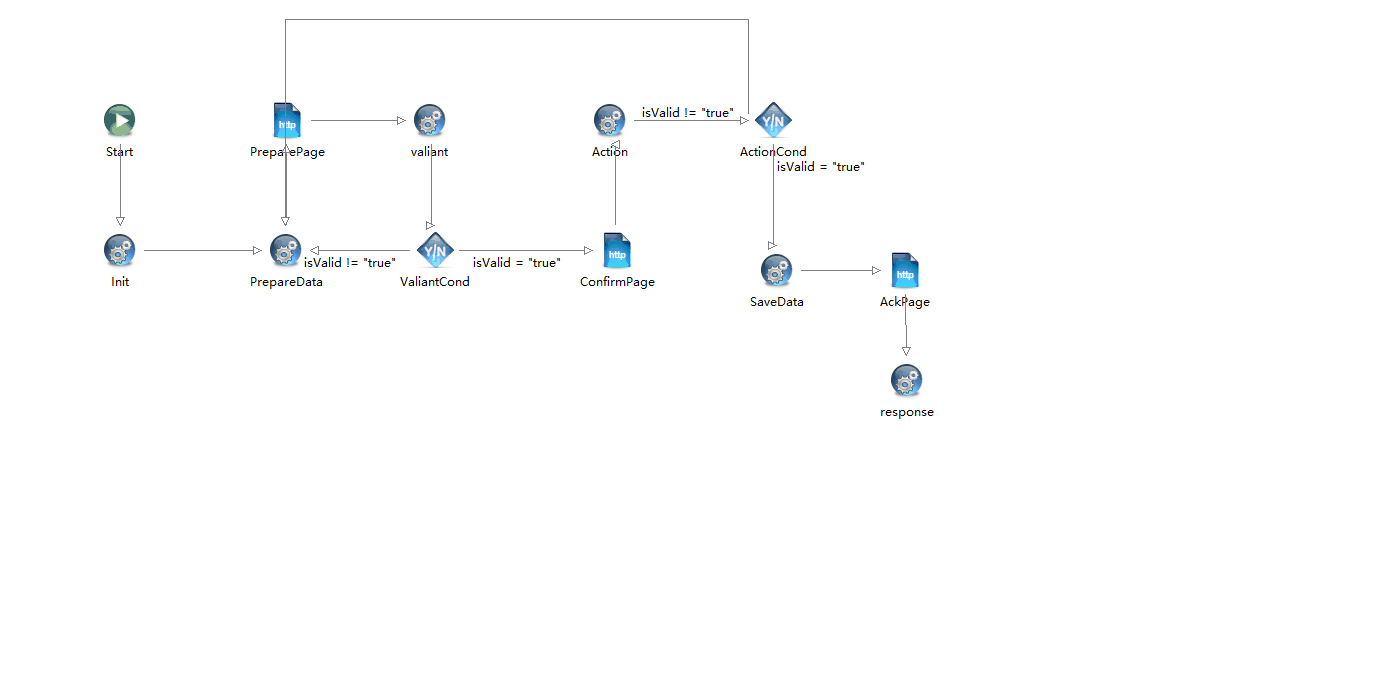 isValid != "true"
http
Y/N
Start
PreparePage
valiant
Action
ActionCond
isValid = "true"
Y/N
http
isValid != "true"
isValid = "true"
http
Init
PrepareData
ValiantCond
ConfirmPage
SaveData
AckPage
response